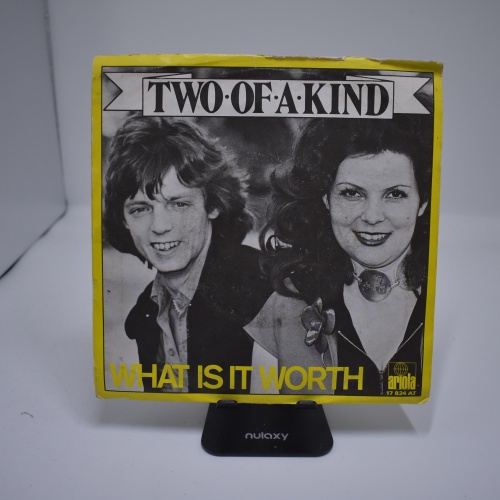 TWO·OF·A·KIND
WHAT IS IT WORTH
ariola
17 824 AT
nulaxy